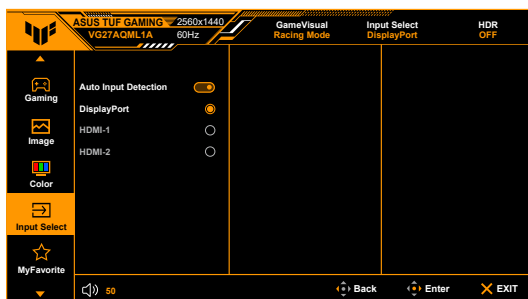 ASUS TUF GAMING 2560x1440
VG27AQML1A 60Hz
GameVisual
Racing Mode
Input Select
DisplayPort
HDR
OFF
Gaming
Image
Color
Input Select
MyFavorite
Auto Input Detection
DisplayPort
HDMI-1
HDMI-2
50
Back
Enter
EXIT